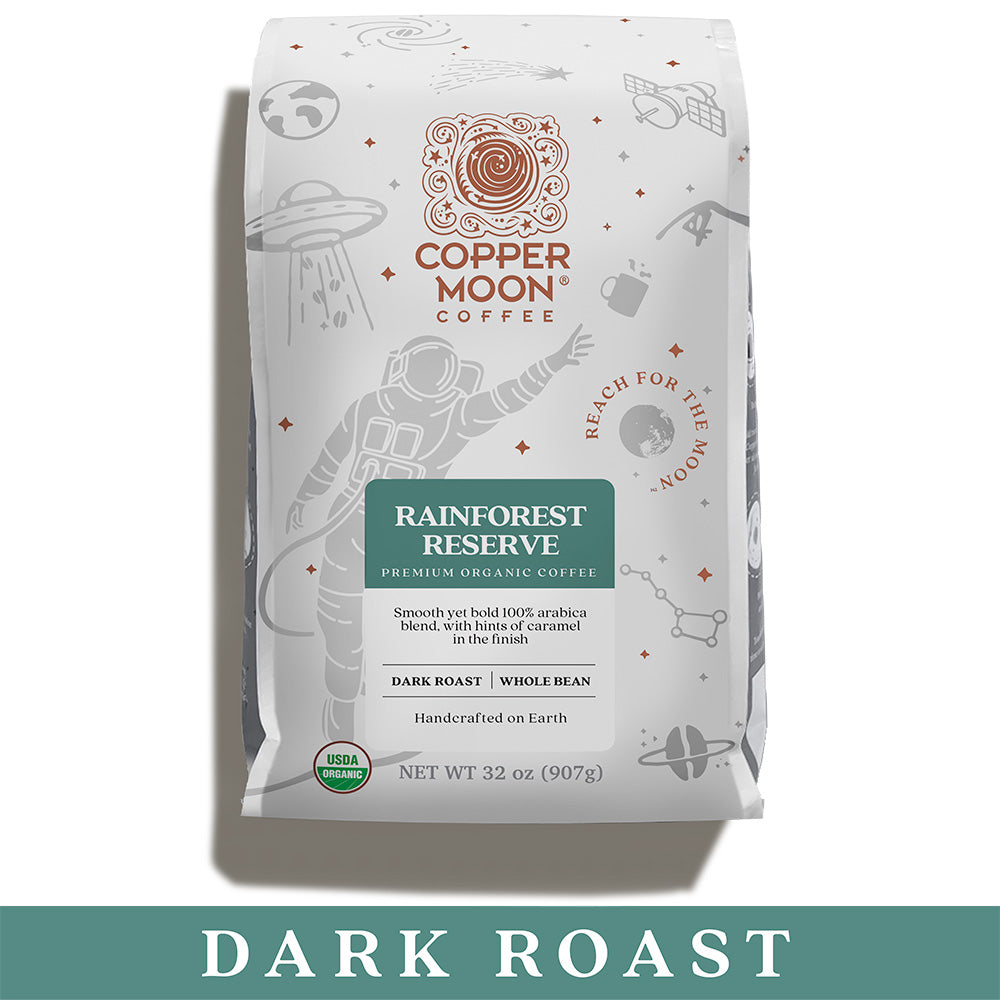 COPPER
MOON®
COFFEE
REACH FOR THE MOON™
RAINFOREST
RESERVE
PREMIUM ORGANIC COFFEE
Smooth yet bold 100% arabica
blend, with hints of caramel
in the finish
DARK ROAST | WHOLE BEAN
Handcrafted on Earth
USDA
ORGANIC
NET WT 32 oz (907g)
DARK ROAST